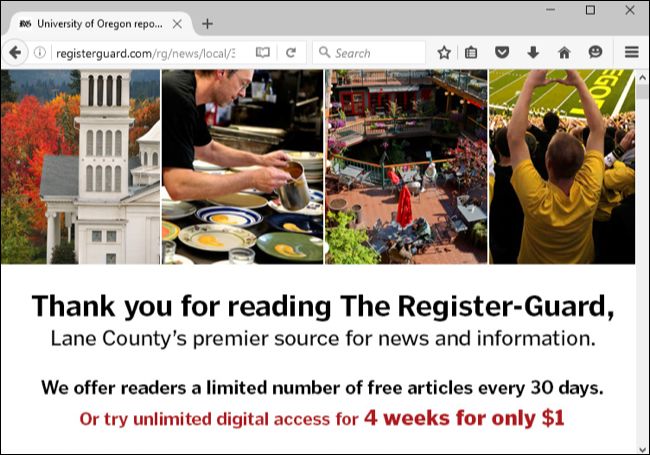 University of Oregon repo...
registerguard.com/rg/news/local/3
Search
Thank you for reading The Register-Guard,
Lane County's premier source for news and information.
We offer readers a limited number of free articles every 30 days.
Or try unlimited digital access for 4 weeks for only $1